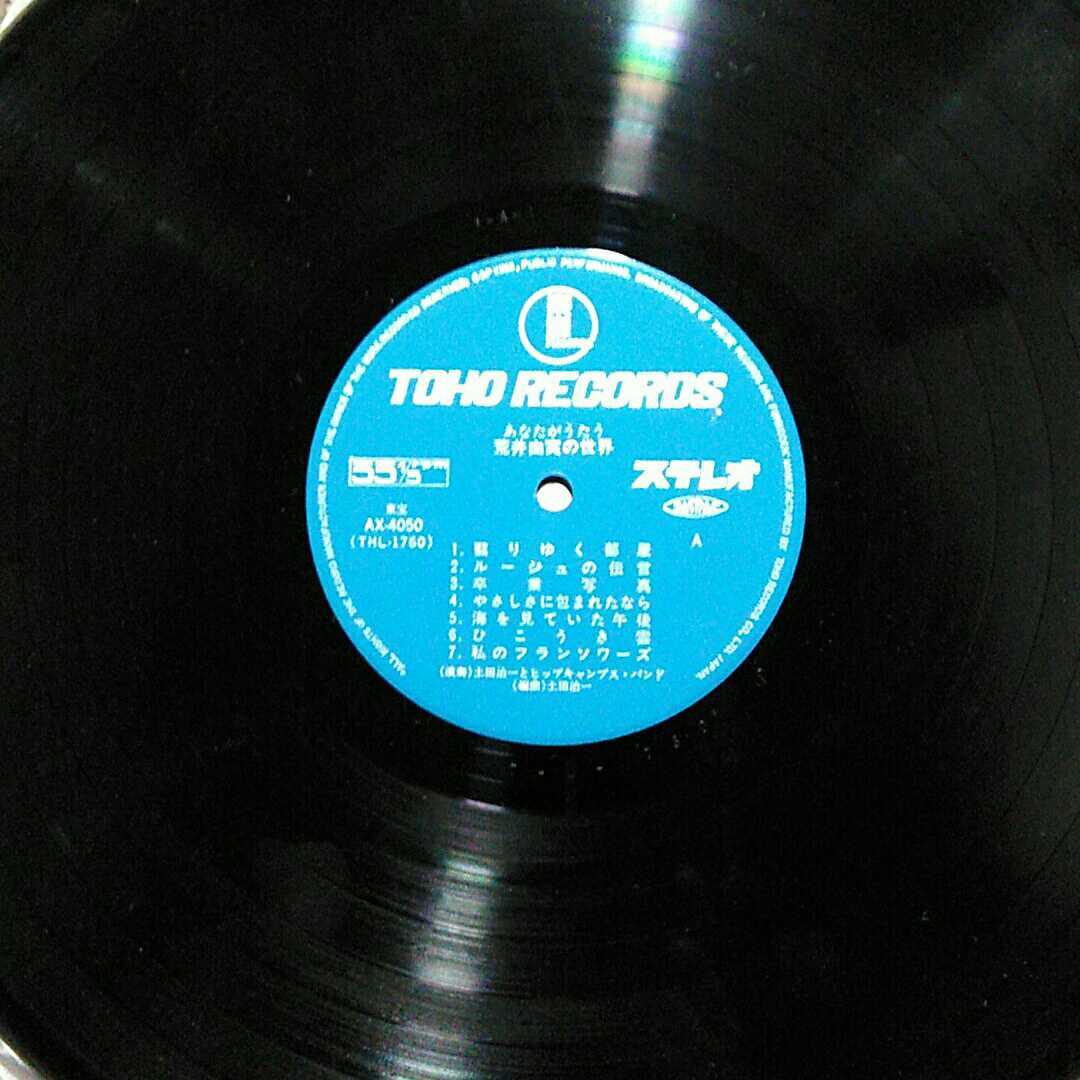 TOHO RECORDS
あなたがうたう
荒井由実の世界
33⅓rpm ステレオ
東宝
AX-4050
(THL-1760) A
1. 翳りゆく部屋
2. ルージュの伝言
3. 卒業写真
4. やさしさに包まれたなら
5. 海を見ていた午後
6. ひこうき雲
7. 私のフランソワーズ
(演奏)土田治一とヒップキャンプス・バンド
(編曲)土田治一